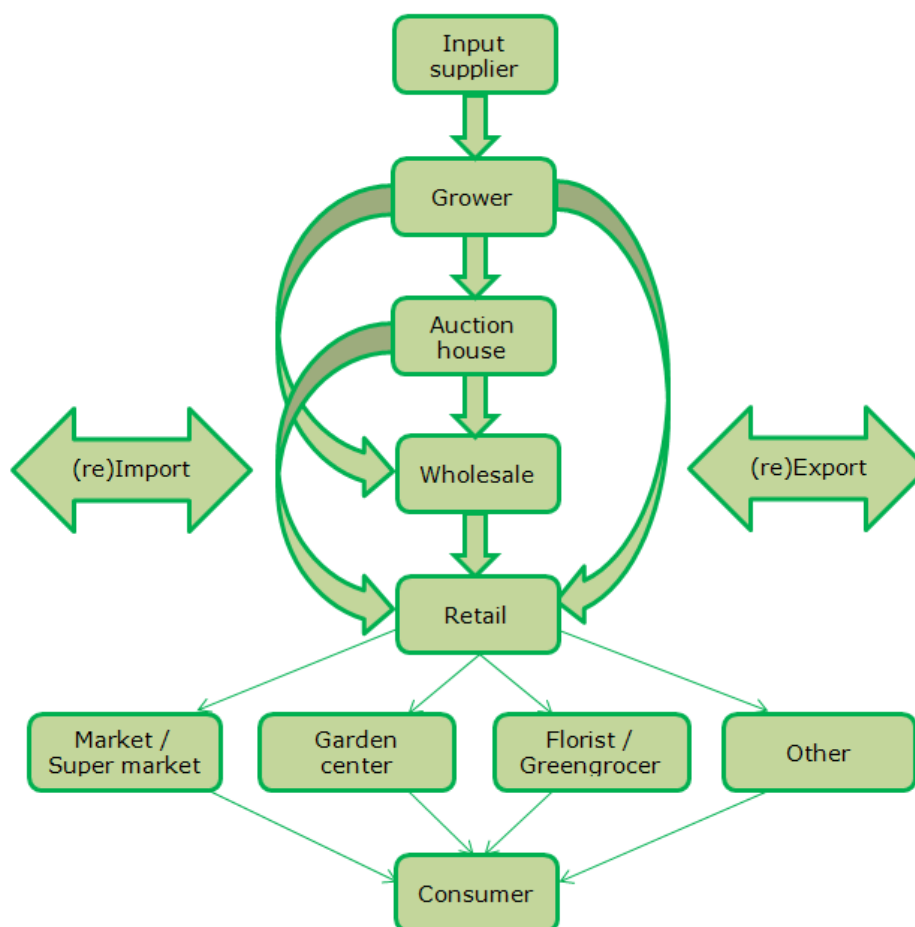 Input
supplier
Grower
Auction
house
Wholesale
(re)Import
(re)Export
Retail
Market /
Super market
Garden
center
Florist /
Greengrocer
Other
Consumer